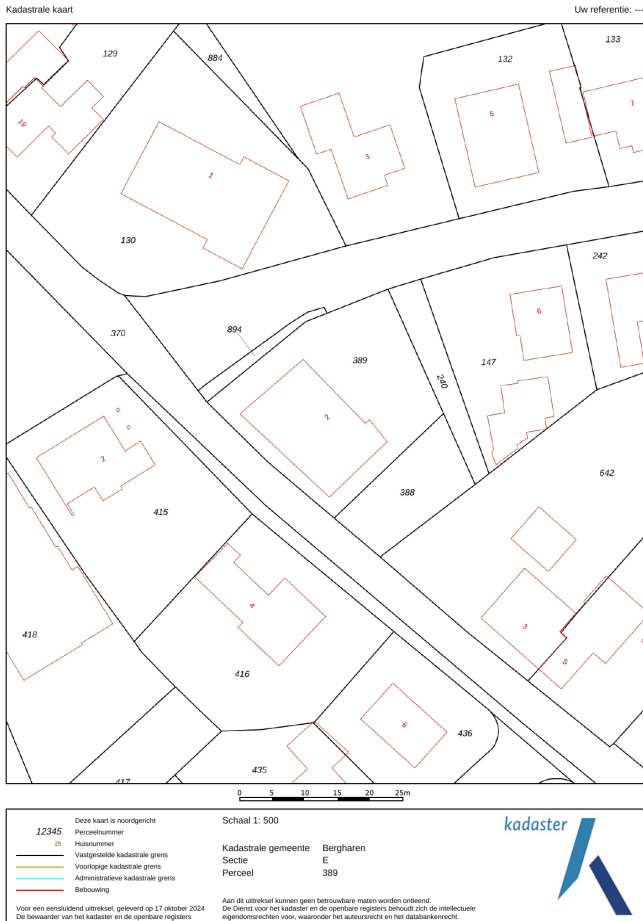 Kadastrale kaart
Uw referentie: ---
129
884
132
133
19
5
7
3
1
130
242
370
894
389
6
147
240
2
2
388
642
415
4
3
5
418
416
6
436
435
417
0 5 10 15 20 25m
Deze kaart is noordgericht
12345 Perceelnummer
25 Huisnummer
Vastgestelde kadastrale grens
Voorlopige kadastrale grens
Administratieve kadastrale grens
Bebouwing
Voor een eensluidend uittreksel, geleverd op 17 oktober 2024
De bewaarder van het kadaster en de openbare registers
Schaal 1: 500
Kadastrale gemeente Bergharen
Sectie E
Perceel 389
Aan dit uittreksel kunnen geen betrouwbare maten worden ontleend.
De Dienst voor het kadaster en de openbare registers behoudt zich de intellectuele
eigendomsrechten voor, waaronder het auteursrecht en het databankenrecht.
kadaster